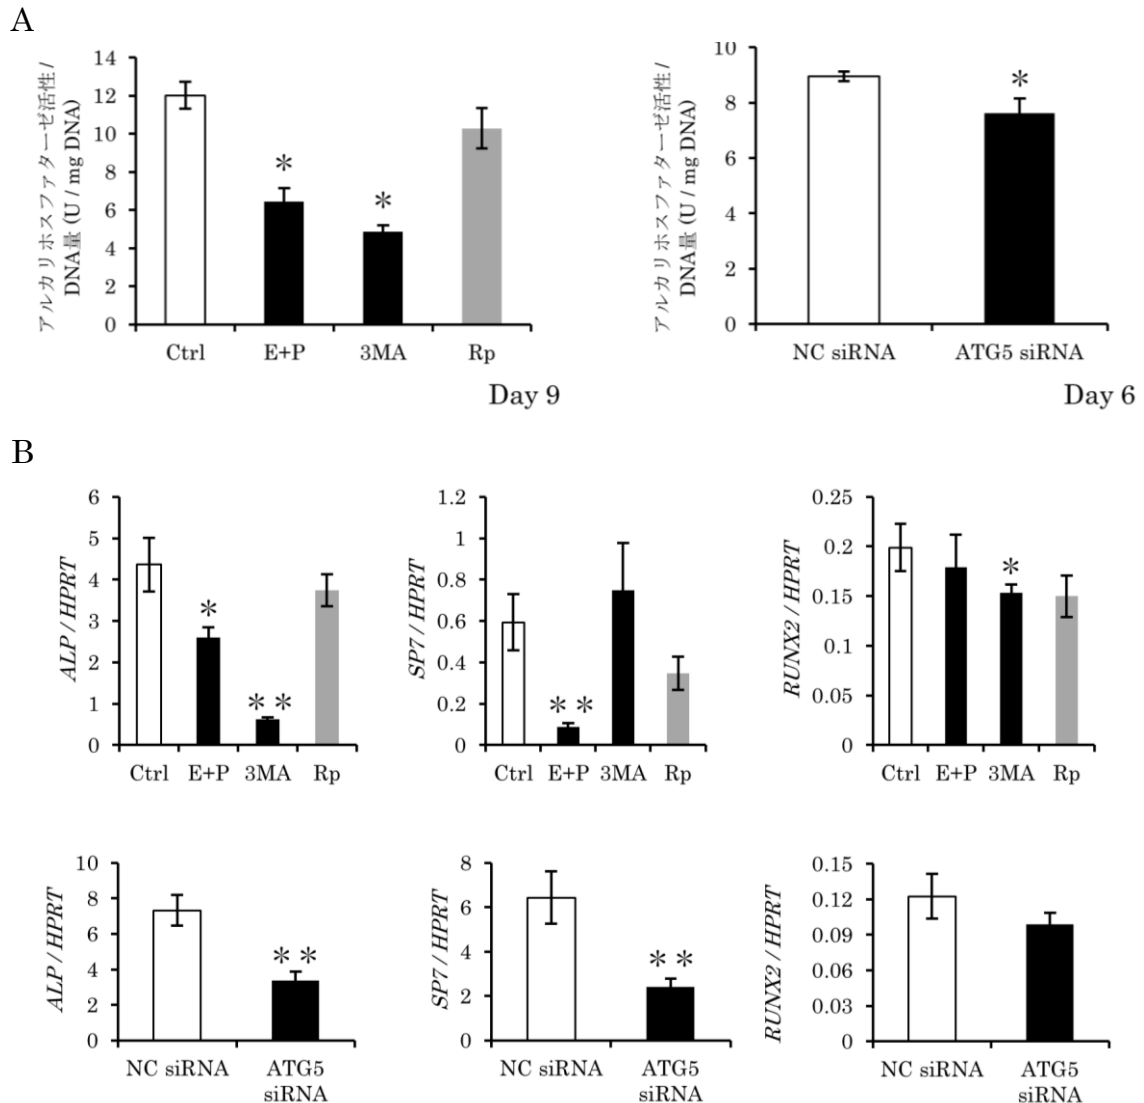 A
アルカリホスファターゼ活性 /
DNA量 (U / mg DNA)
14
12
10
8
6
4
2
0
*
*
Ctrl
E+P
3MA
Rp
Day 9
アルカリホスファターゼ活性 /
DNA量 (U / mg DNA)
10
8
6
4
2
0
*
NC siRNA
ATG5 siRNA
Day 6
B
ALP / HPRT
6
5
4
3
2
1
0
*
**
Ctrl
E+P
3MA
Rp
SP7 / HPRT
1.2
1
0.8
0.6
0.4
0.2
0
**
Ctrl
E+P
3MA
Rp
RUNX2 / HPRT
0.25
0.2
0.15
0.1
0.05
0
*
Ctrl
E+P
3MA
Rp
ALP / HPRT
10
8
6
4
2
0
**
NC siRNA
ATG5
siRNA
SP7 / HPRT
8
6
4
2
0
**
NC siRNA
ATG5
siRNA
RUNX2 / HPRT
0.15
0.12
0.09
0.06
0.03
0
NC siRNA
ATG5
siRNA